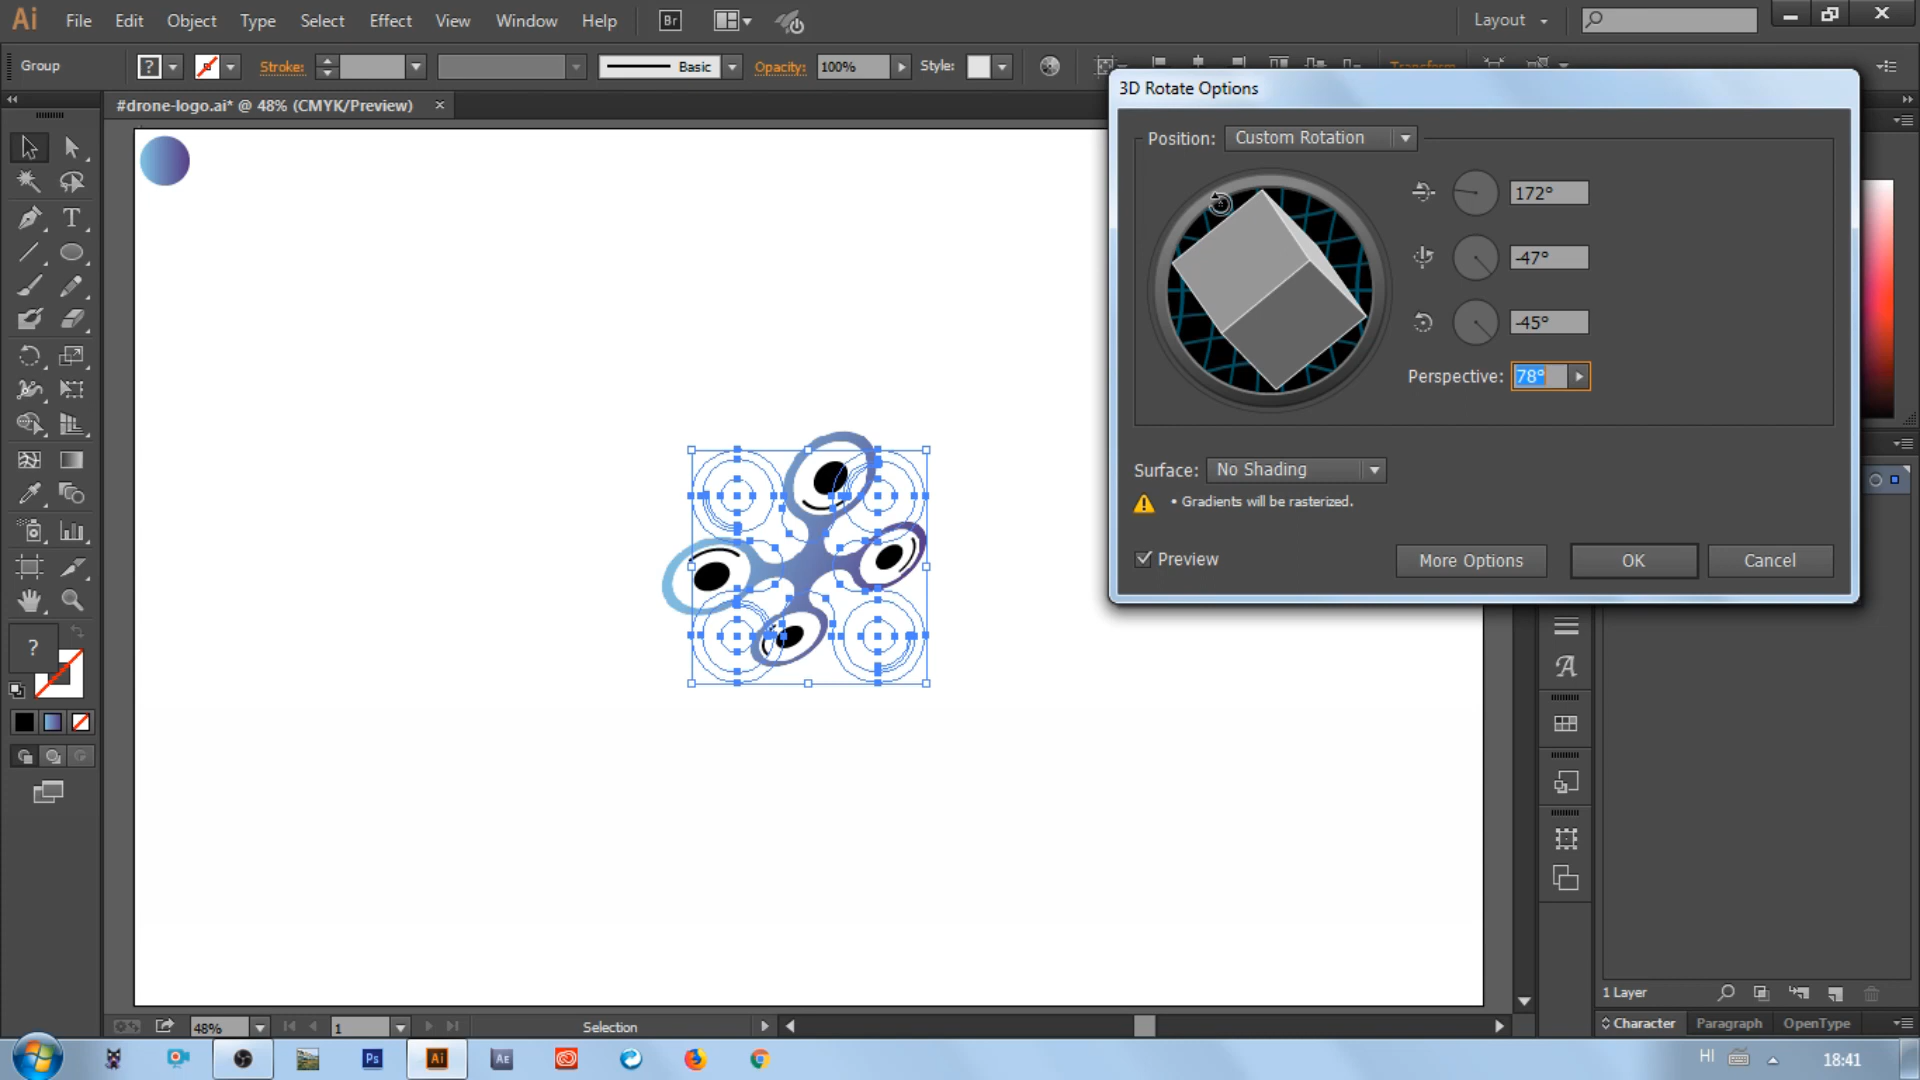 Ai File Edit Object Type Select Effect View Window Help Br Layout
Group ? Stroke: Basic Opacity: 100% Style: Transform
#drone-logo.ai* @ 48% (CMYK/Preview) ×
3D Rotate Options
Position: Custom Rotation
172°
-47°
-45°
Perspective: 78°
Surface: No Shading
• Gradients will be rasterized.
Preview More Options OK Cancel
T
?
A
1 Layer
48% 1 Selection
Character Paragraph OpenType
Ps Ai AE
HI 18:41